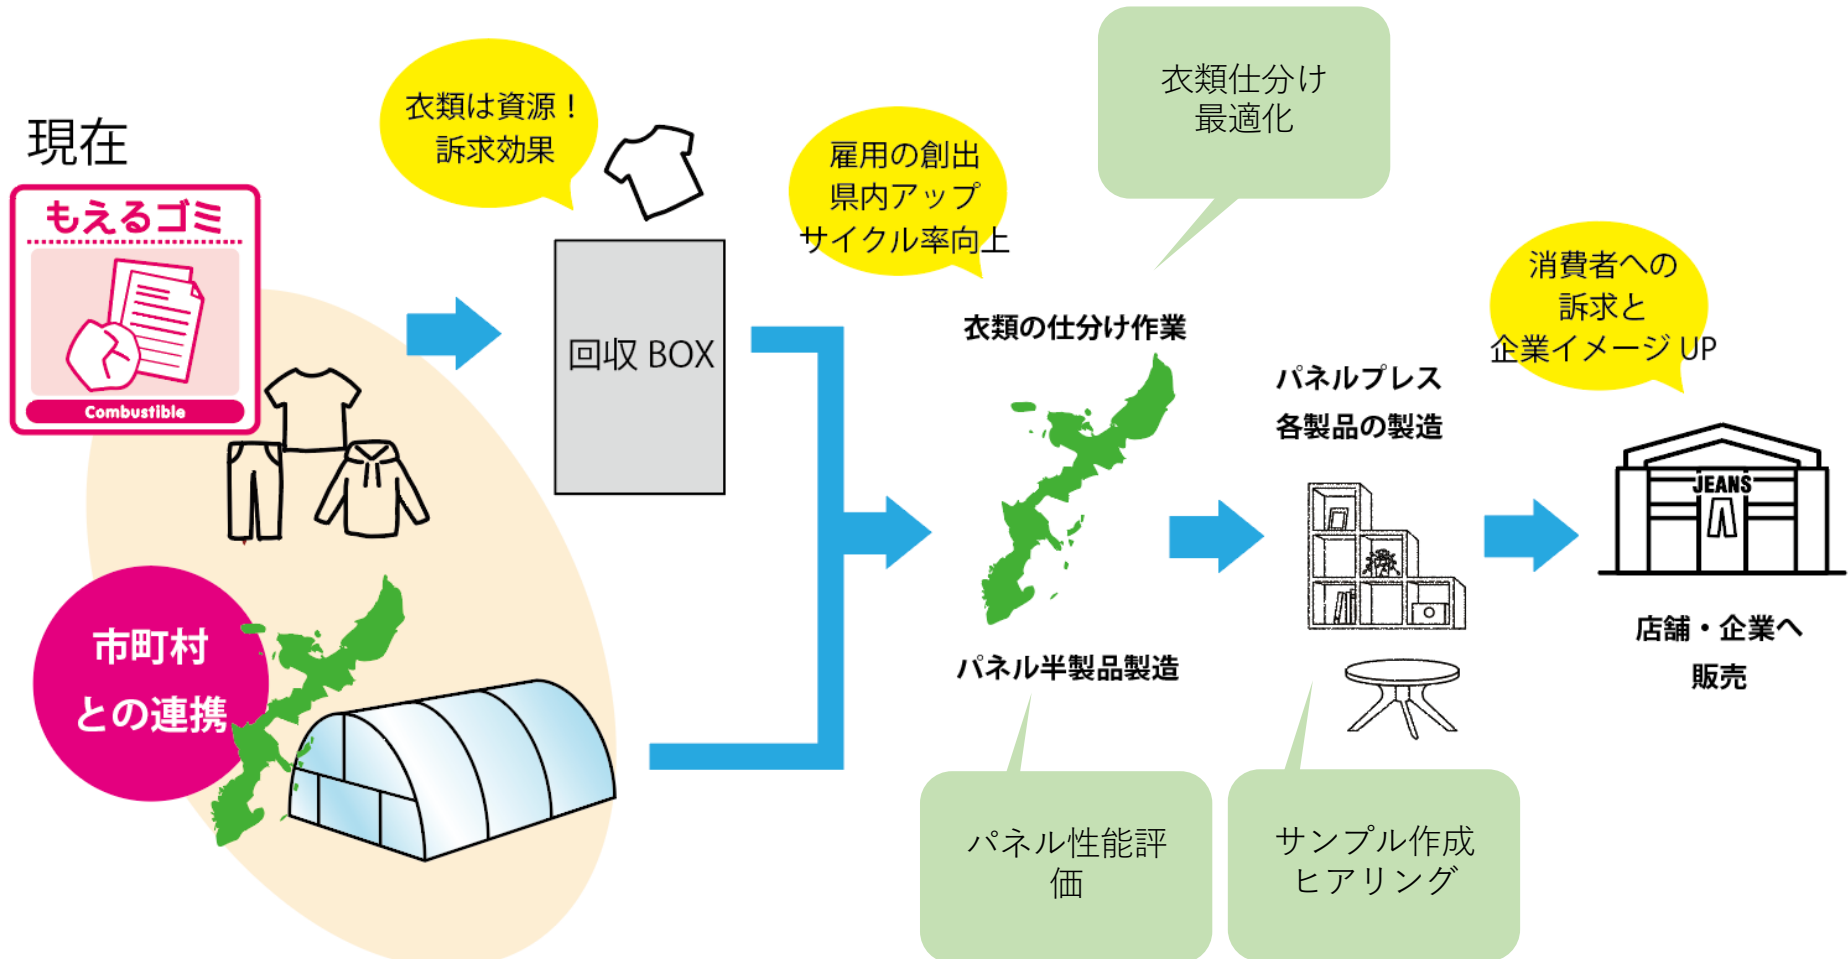 現在
もえるゴミ
Combustible
衣類は資源！
訴求効果
回収 BOX
市町村
との連携
雇用の創出
県内アップ
サイクル率向上
衣類仕分け
最適化
衣類の仕分け作業
パネル半製品製造
パネル性能評
価
パネルプレス
各製品の製造
サンプル作成
ヒアリング
消費者への
訴求と
企業イメージ UP
JEANS
店舗・企業へ
販売